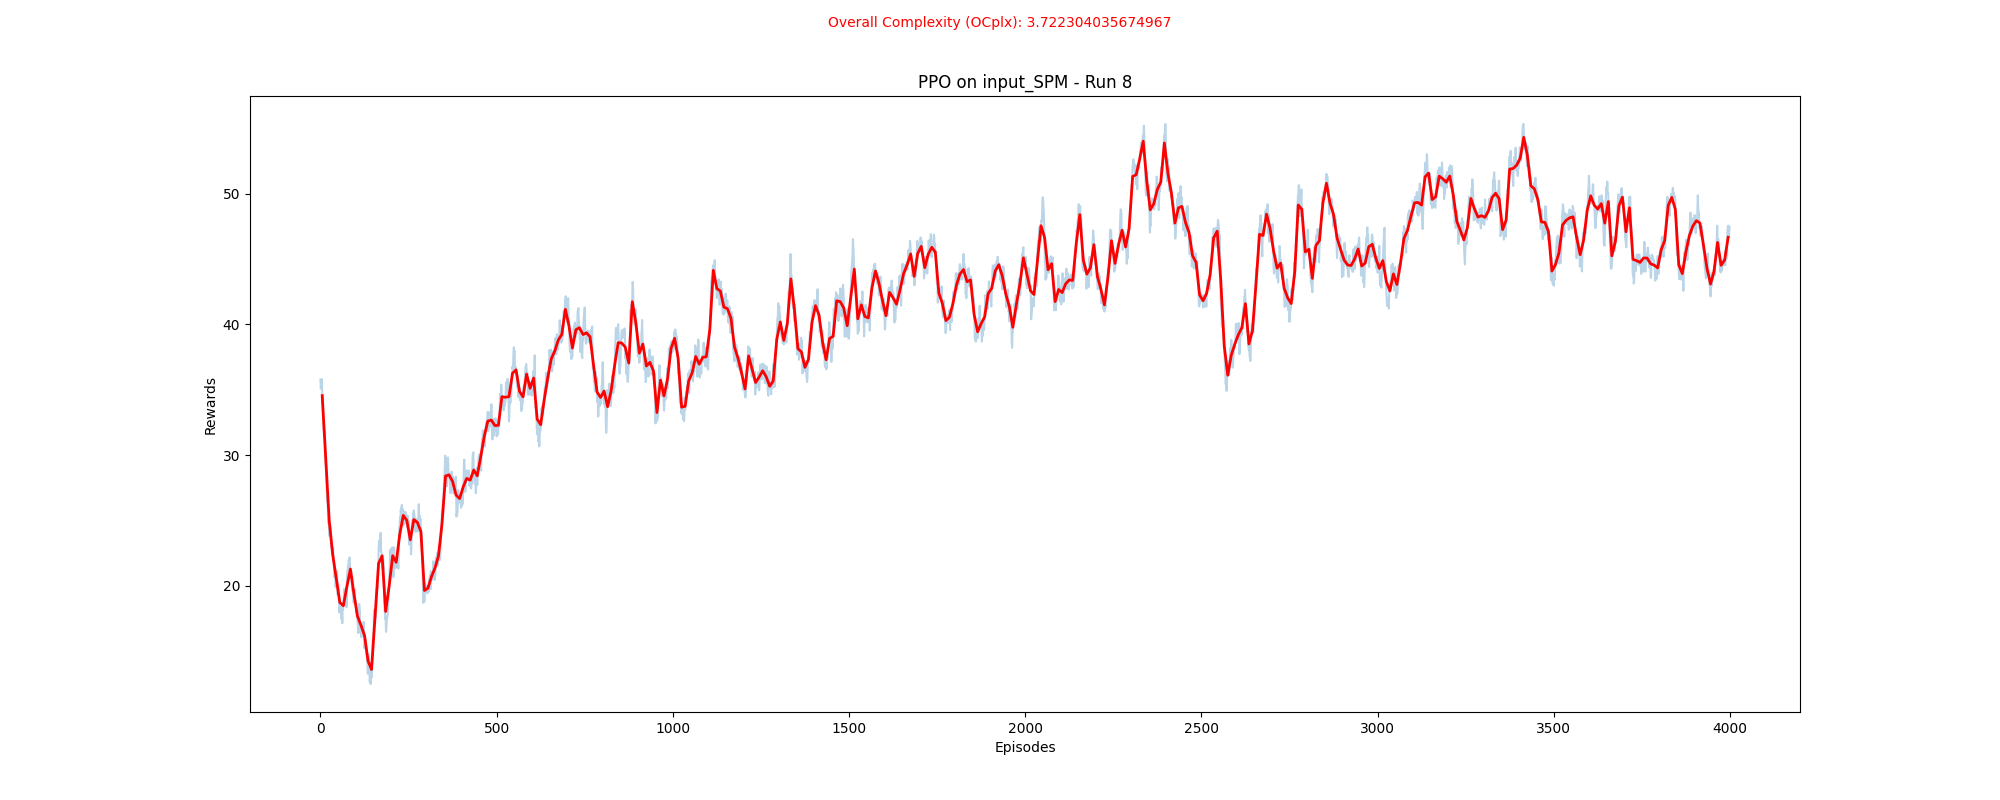 Overall Complexity (OCplx): 3.722304035674967
PPO on input_SPM - Run 8
Rewards
50
40
30
20
0 500 1000 1500 2000 2500 3000 3500 4000
Episodes